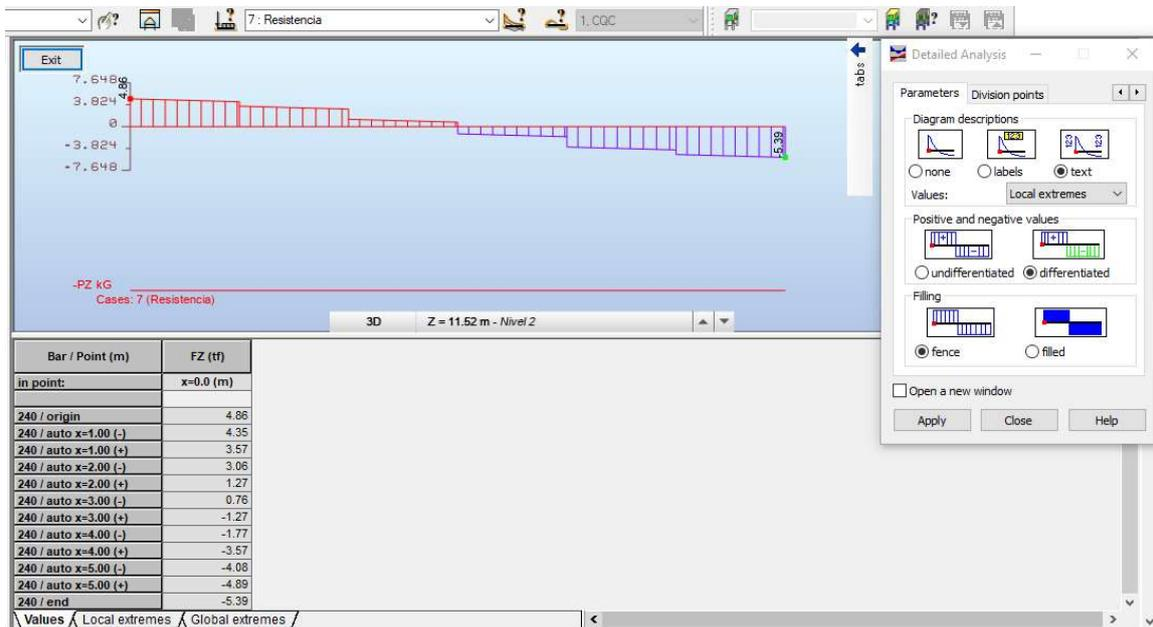 7 : Resistencia
1, CQC
Exit
tabs
7.648
3.824
0
-3.824
-7.648
4.86
-5.39
-PZ kG
Cases: 7 (Resistencia)
3D Z = 11.52 m - Nivel 2
Detailed Analysis
Parameters Division points
Diagram descriptions
123 123 123
none labels text
Values: Local extremes
Positive and negative values
undifferentiated differentiated
Filling
fence filled
Open a new window
Apply Close Help
Bar / Point (m) FZ (tf)
in point: x=0.0 (m)
240 / origin 4.86
240 / auto x=1.00 (-) 4.35
240 / auto x=1.00 (+) 3.57
240 / auto x=2.00 (-) 3.06
240 / auto x=2.00 (+) 1.27
240 / auto x=3.00 (-) 0.76
240 / auto x=3.00 (+) -1.27
240 / auto x=4.00 (-) -1.77
240 / auto x=4.00 (+) -3.57
240 / auto x=5.00 (-) -4.08
240 / auto x=5.00 (+) -4.89
240 / end -5.39
Values Local extremes Global extremes